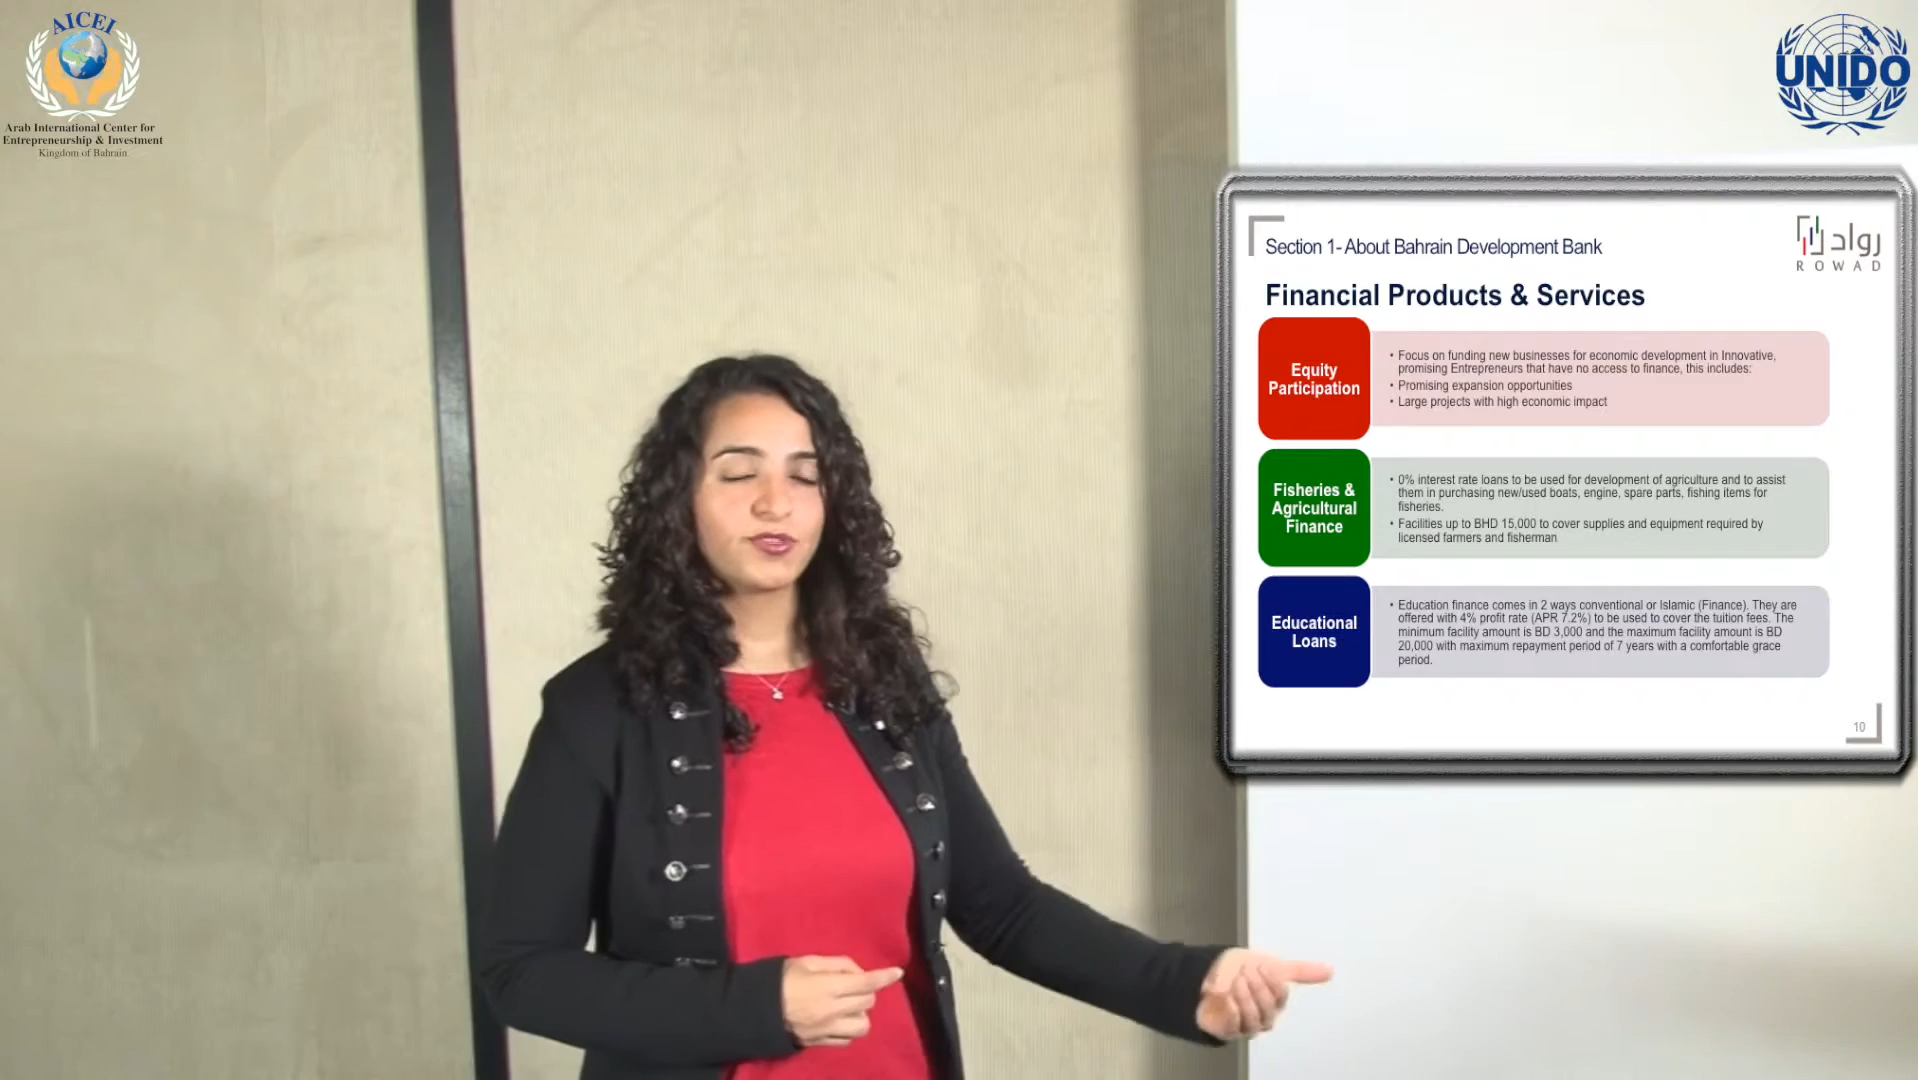 AICEI
Arab International Center for
Entrepreneurship & Investment
Kingdom of Bahrain
UNIDO
Section 1- About Bahrain Development Bank
رواد
ROWAD
Financial Products & Services
Equity
Participation
• Focus on funding new businesses for economic development in Innovative,
promising Entrepreneurs that have no access to finance, this includes:
• Promising expansion opportunities
• Large projects with high economic impact
Fisheries &
Agricultural
Finance
• 0% interest rate loans to be used for development of agriculture and to assist
them in purchasing new/used boats, engine, spare parts, fishing items for
fisheries.
• Facilities up to BHD 15,000 to cover supplies and equipment required by
licensed farmers and fisherman
Educational
Loans
• Education finance comes in 2 ways conventional or Islamic (Finance). They are
offered with 4% profit rate (APR 7.2%) to be used to cover the tuition fees. The
minimum facility amount is BD 3,000 and the maximum facility amount is BD
20,000 with maximum repayment period of 7 years with a comfortable grace
period.
10